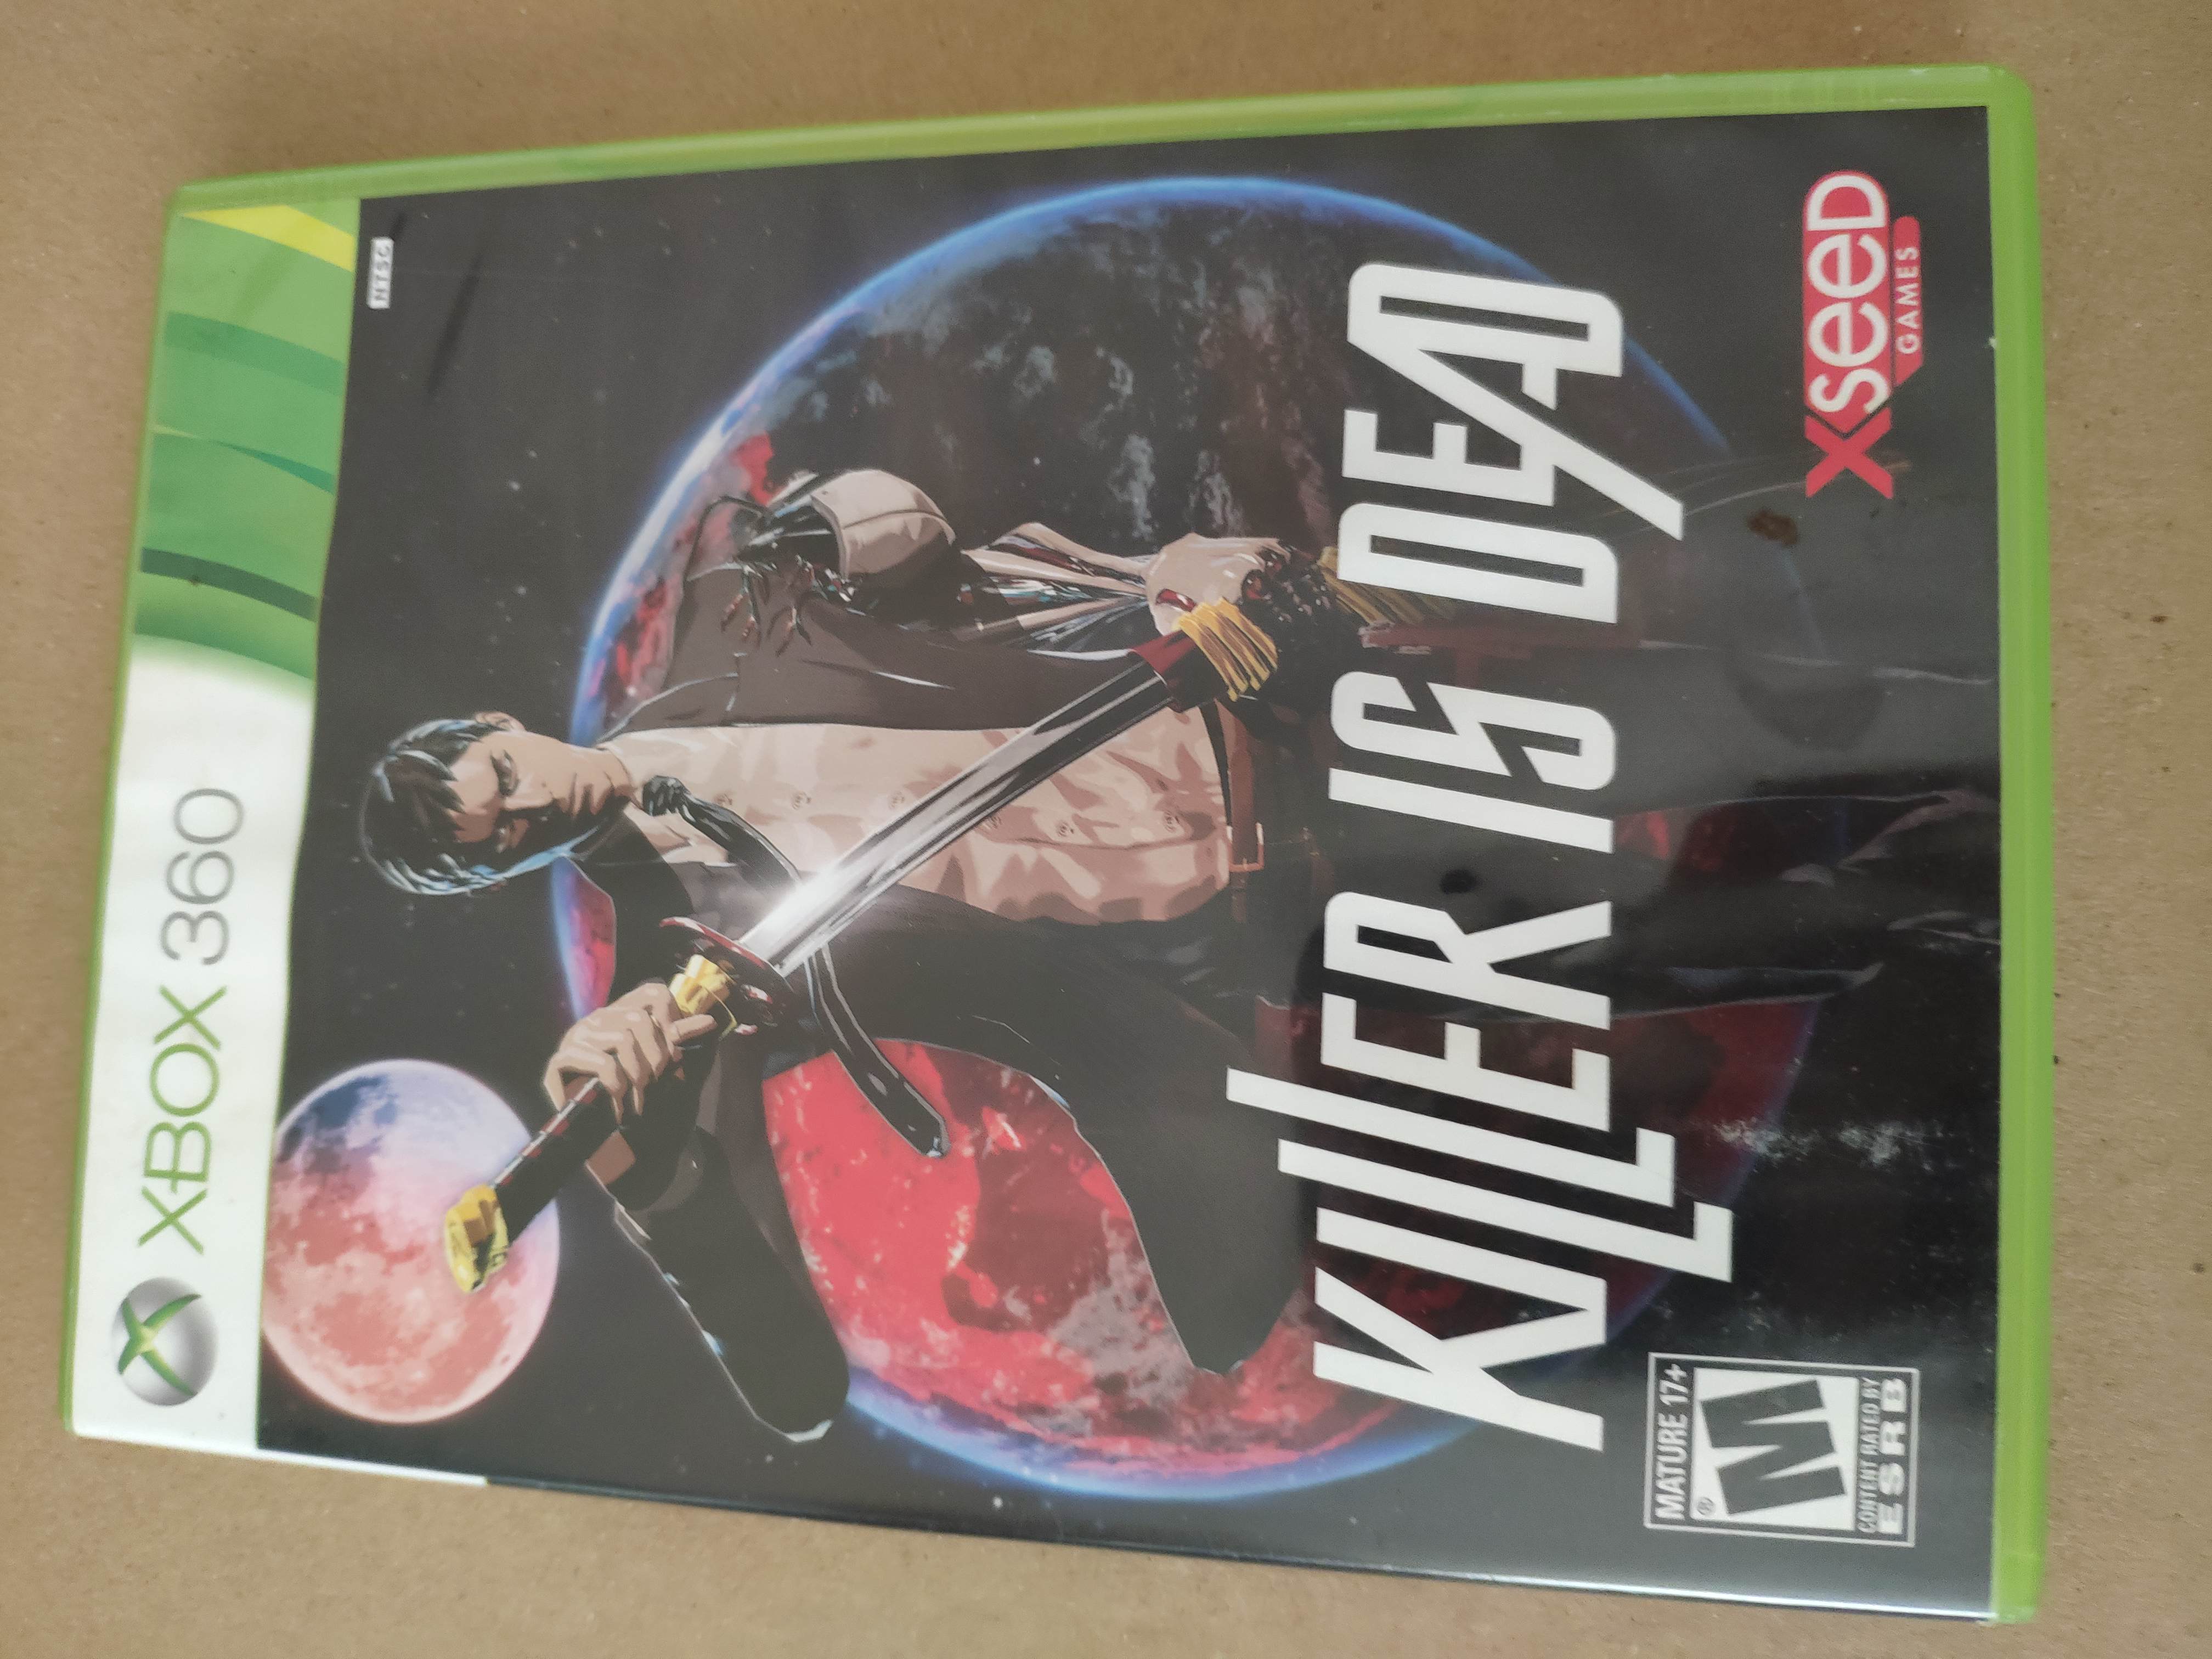 XBOX 360
NTSC
KILLER IS DEAD
MATURE 17+
M
®
CONTENT RATED BY
ESRB
XSEED
GAMES